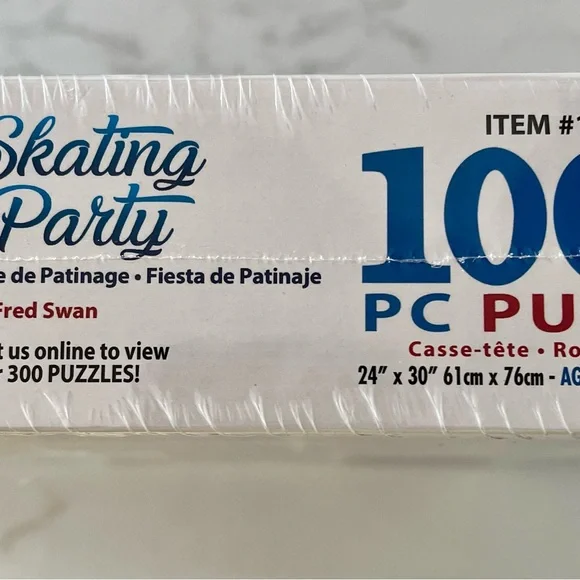 Skating
Party
e de Patinage • Fiesta de Patinaje
Fred Swan
t us online to view
r 300 PUZZLES!
ITEM #1
100
PC PU
Casse-tête • Ro
24” x 30” 61cm x 76cm - AG